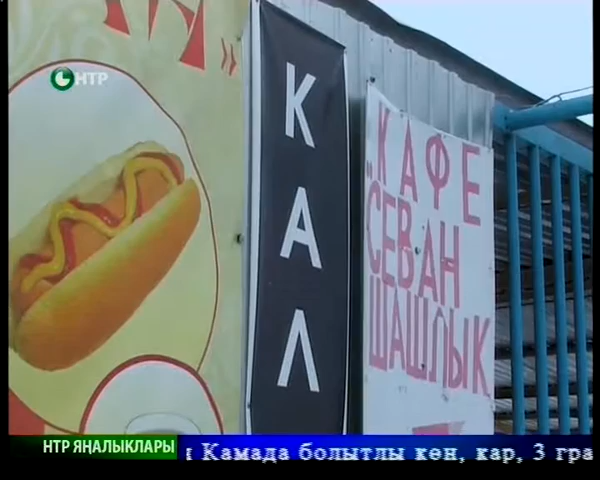 НТР
К
А
Л
КАФЕ
"СЕВАН
ШАШЛЫК
НТР ЯҢАЛЫКЛАРЫ
Камада болытлы көн, кар, 3 гра